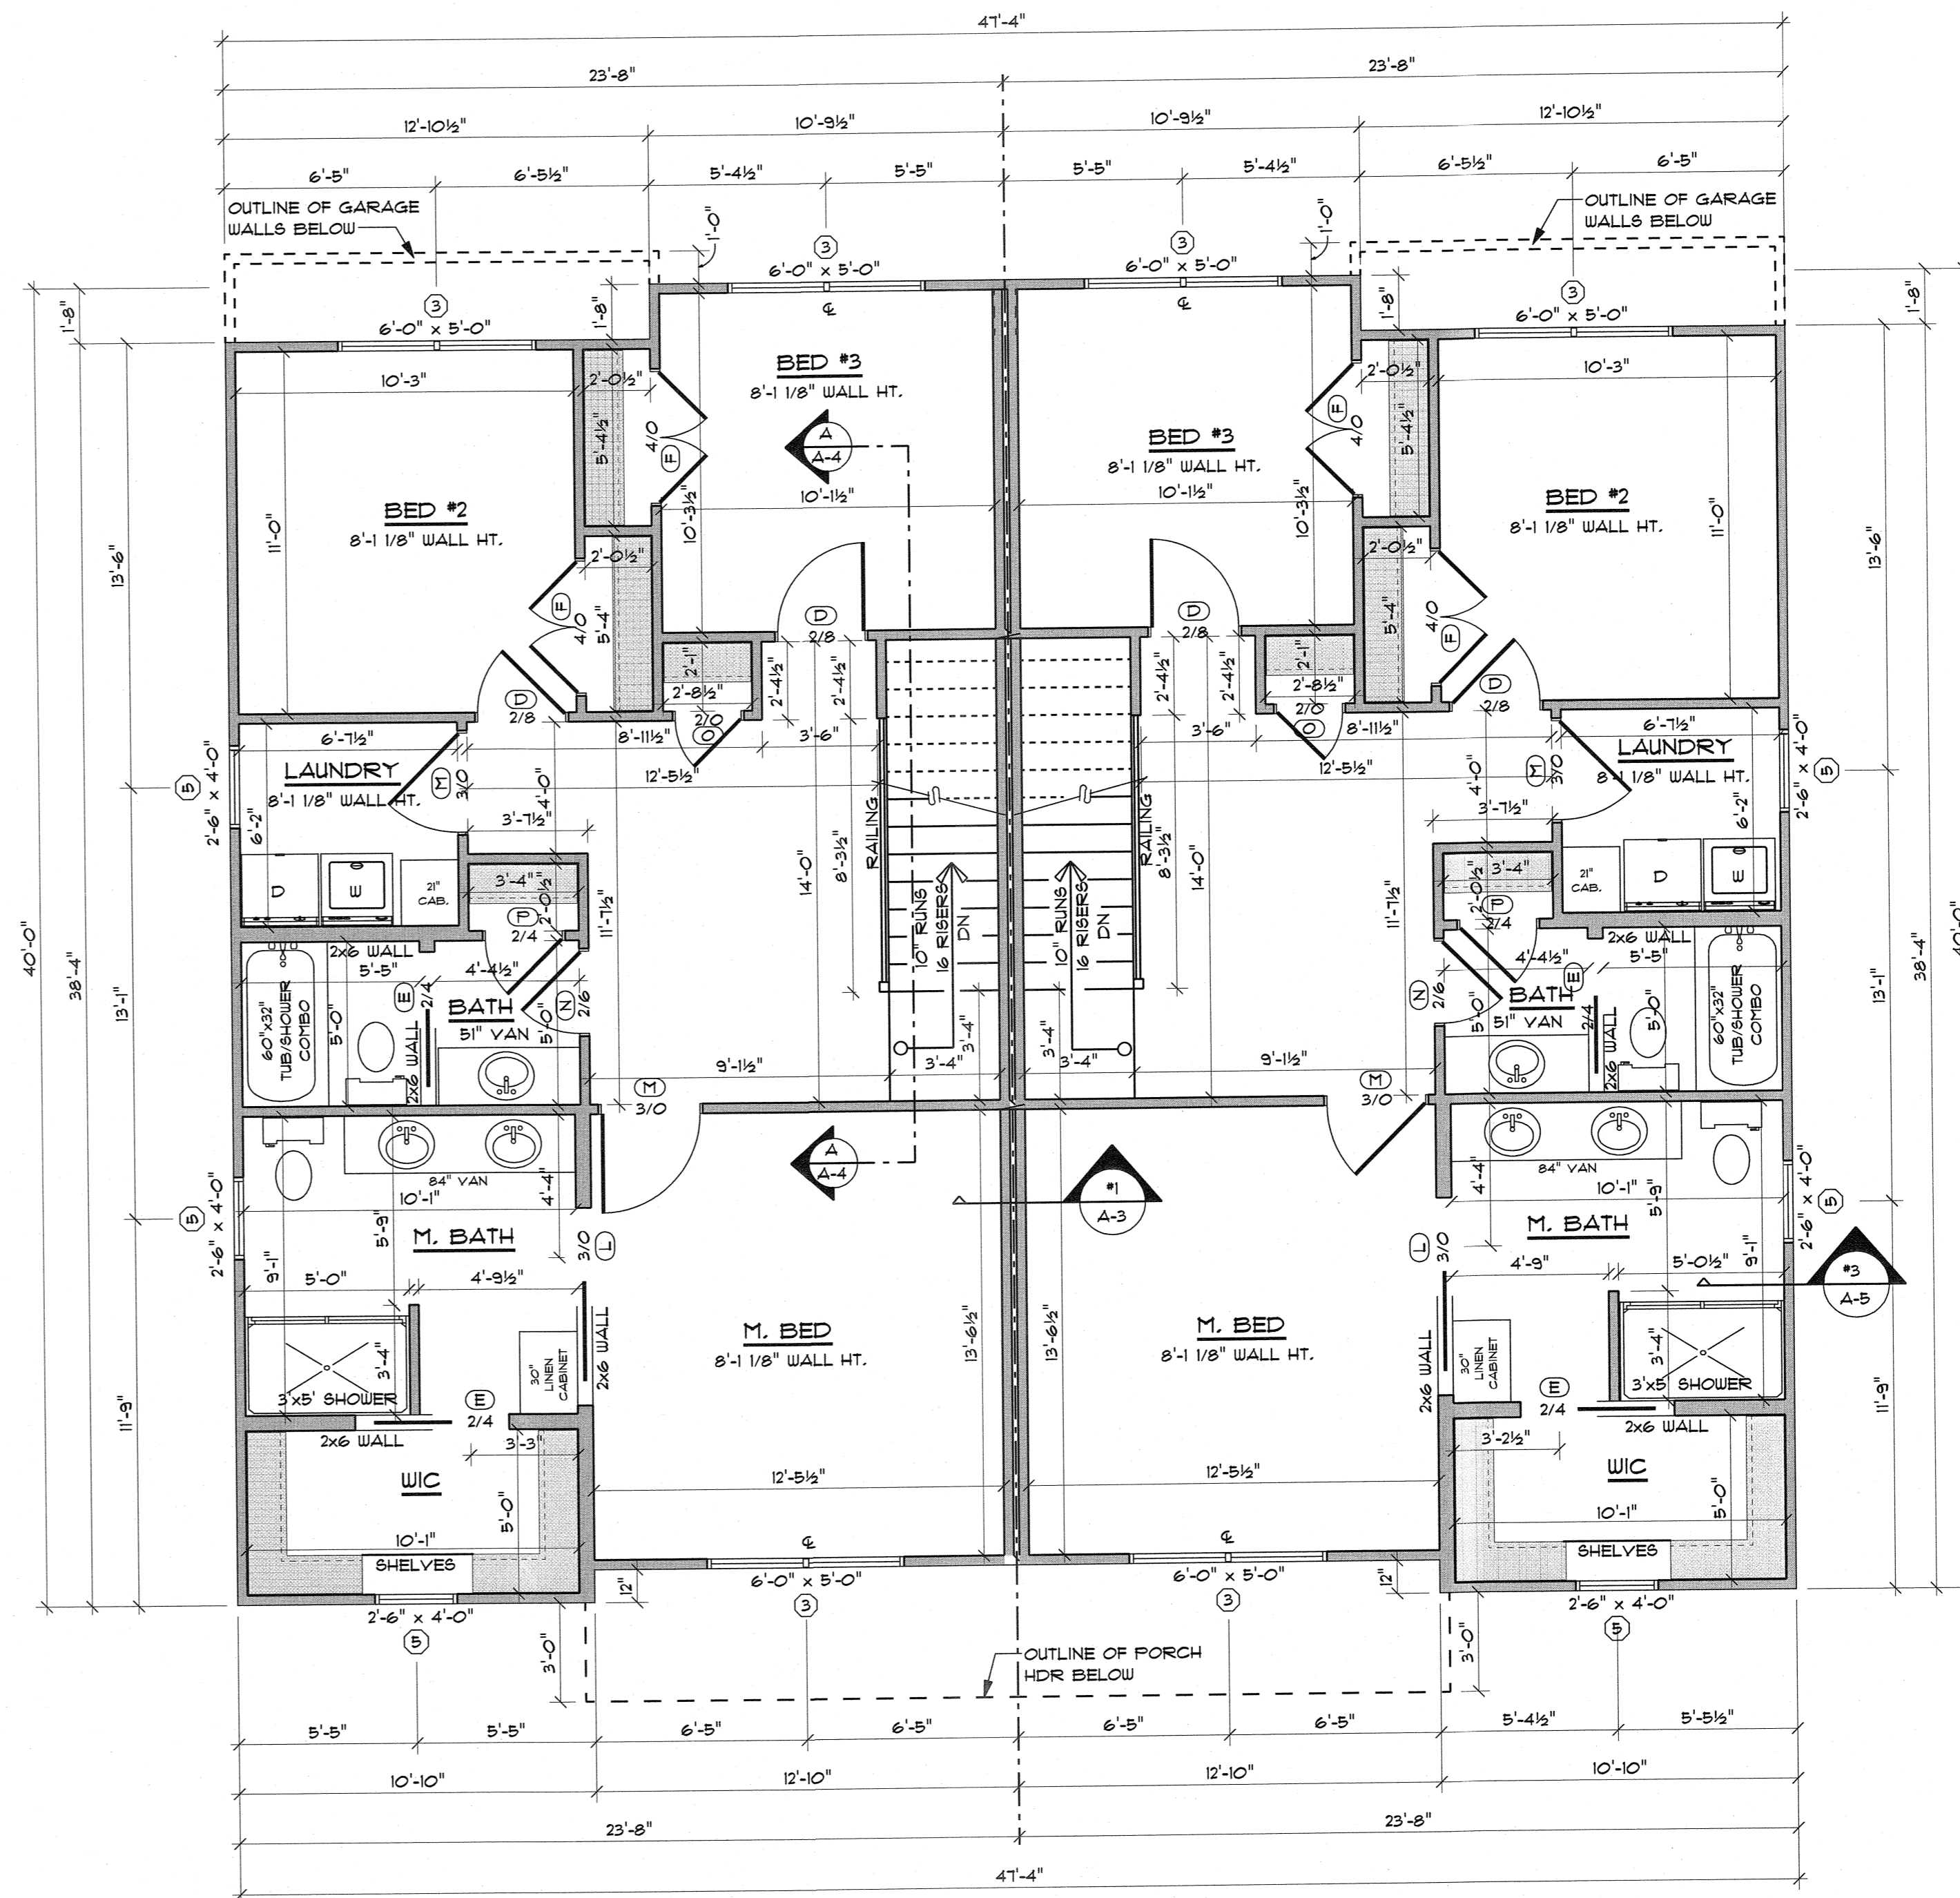 47'-4"
23'-8" 23'-8"
12'-10½" 10'-9½" 10'-9½" 12'-10½"
6'-5" 6'-5½" 5'-4½" 5'-5" 5'-5" 5'-4½" 6'-5½" 6'-5"
OUTLINE OF GARAGE
WALLS BELOW
OUTLINE OF GARAGE
WALLS BELOW
1'-0" 1'-0"
3 3
6'-0" x 5'-0" 6'-0" x 5'-0"
3 3
6'-0" x 5'-0" 6'-0" x 5'-0"
1'-8" 1'-8" 1'-8" 1'-8"
℄ ℄
BED #3
8'-1 1/8" WALL HT.
10'-3" 2'-0½" 2'-0½" 10'-3"
A
A-4
BED #3
8'-1 1/8" WALL HT.
5'-4½" 4/0 F F 4/0 5'-4½"
10'-1½" 10'-1½"
10'-3½" 10'-3½"
BED #2
8'-1 1/8" WALL HT.
BED #2
8'-1 1/8" WALL HT.
11'-0" 11'-0"
13'-6" 13'-6"
2'-0½" 2'-0½"
F 4/0 5'-4" 5'-4" 4/0 F
D D
2/8 2/8
2'-1" 2'-1"
2'-4½" 2'-4½" 2'-4½" 2'-4½"
2'-8½" 2'-8½"
D D
2/8 2/8
2/0 2/0
O O
6'-7½" 8'-11½" 3'-6" 3'-6" 8'-11½" 6'-7½"
LAUNDRY
8'-1 1/8" WALL HT.
LAUNDRY
8'-1 1/8" WALL HT.
12'-5½" 12'-5½"
5 2'-6" x 4'-0" 2'-6" x 4'-0" 5
M 3/0 M 3/0
4'-0" 4'-0"
6'-2" 6'-2"
3'-7½" 3'-7½"
RAILING RAILING
8'-3½" 8'-3½"
14'-0" 14'-0"
D W
21"
CAB.
21"
CAB.
D W
3'-4" 3'-4"
2'-0½" 2'-0½"
P P
2/4 2/4
11'-7½" 11'-7½"
10" RUNS
16 RISERS
DN
10" RUNS
16 RISERS
DN
40'-0" 38'-4" 38'-4" 40'-0"
13'-1" 13'-1"
2x6 WALL 2x6 WALL
5'-5" 4'-4½" 4'-4½" 5'-5"
60"x32"
TUB/SHOWER
COMBO
60"x32"
TUB/SHOWER
COMBO
5'-0" E 2/4 E 2/4 5'-0"
BATH
51" VAN
BATH
51" VAN
N 2/6 N 2/6
5'-0" 5'-0"
2x6 WALL 2x6 WALL
3'-4" 3'-4" 3'-4" 3'-4"
9'-1½" 9'-1½"
M M
3/0 3/0
84" VAN 84" VAN
A
A-4
#1
A-3
10'-1" 10'-1"
4'-4" 4'-4"
5'-9" 5'-9"
5 2'-6" x 4'-0" 2'-6" x 4'-0" 5
M. BATH M. BATH
3/0 L L 3/0
9'-1" 9'-1"
5'-0" 4'-9½" 4'-9" 5'-0½"
#3
A-5
M. BED
8'-1 1/8" WALL HT.
M. BED
8'-1 1/8" WALL HT.
13'-6½" 13'-6½"
2x6 WALL 2x6 WALL
30"
LINEN
CABINET
30"
LINEN
CABINET
3'-4" 3'-4"
3'x5' SHOWER 3'x5' SHOWER
E E
2/4 2/4
11'-9" 11'-9"
2x6 WALL 2x6 WALL
3'-3" 3'-2½"
WIC WIC
12'-5½" 12'-5½"
5'-0" 5'-0"
10'-1" 10'-1"
SHELVES SHELVES
℄ ℄
6'-0" x 5'-0" 6'-0" x 5'-0"
3 3
12" 12"
2'-6" x 4'-0" 2'-6" x 4'-0"
5 5
3'-0" 3'-0"
OUTLINE OF PORCH
HDR BELOW
5'-5" 5'-5" 6'-5" 6'-5" 6'-5" 6'-5" 5'-4½" 5'-5½"
10'-10" 12'-10" 12'-10" 10'-10"
23'-8" 23'-8"
47'-4"